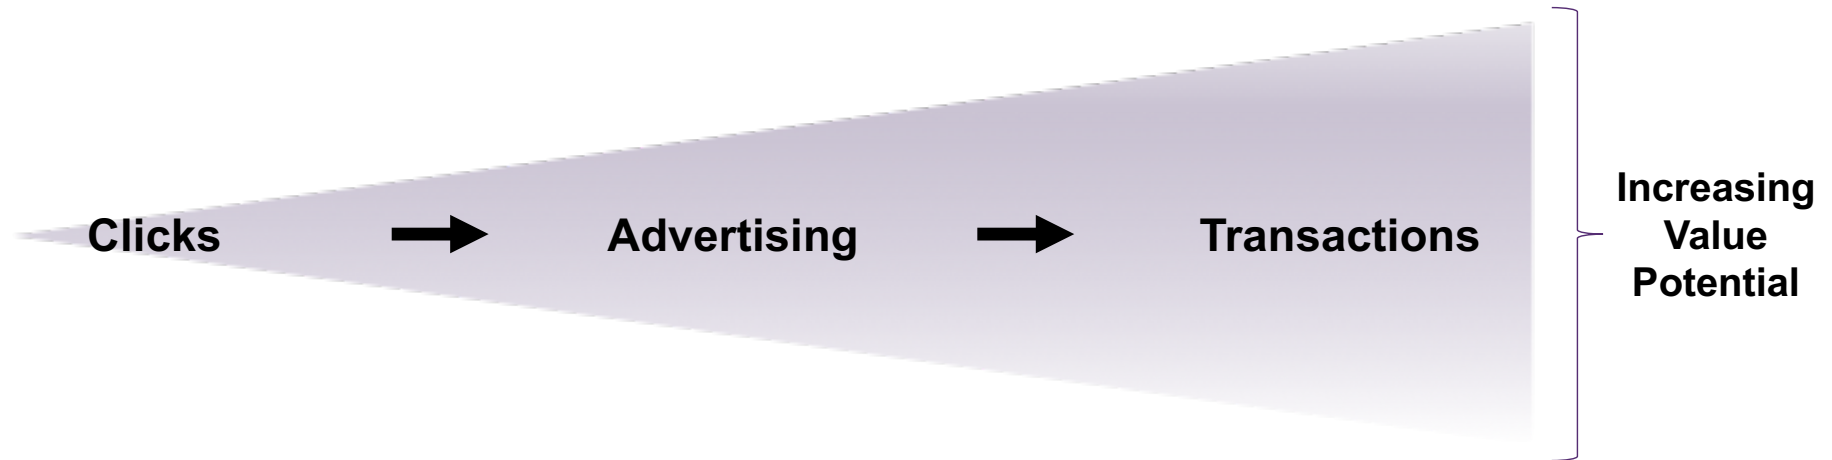 Clicks
Advertising
Transactions
Increasing
Value
Potential